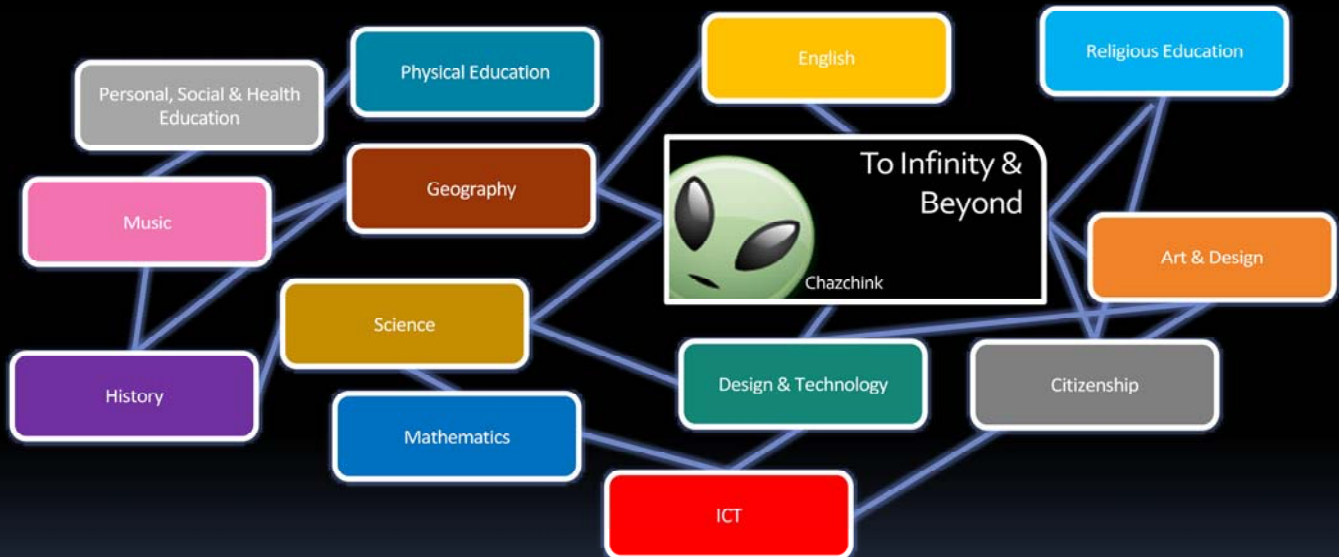 English
Religious Education
Physical Education
Personal, Social & Health
Education
To Infinity &
Beyond
Chazchink
Geography
Music
Art & Design
Science
Design & Technology
Citizenship
History
Mathematics
ICT